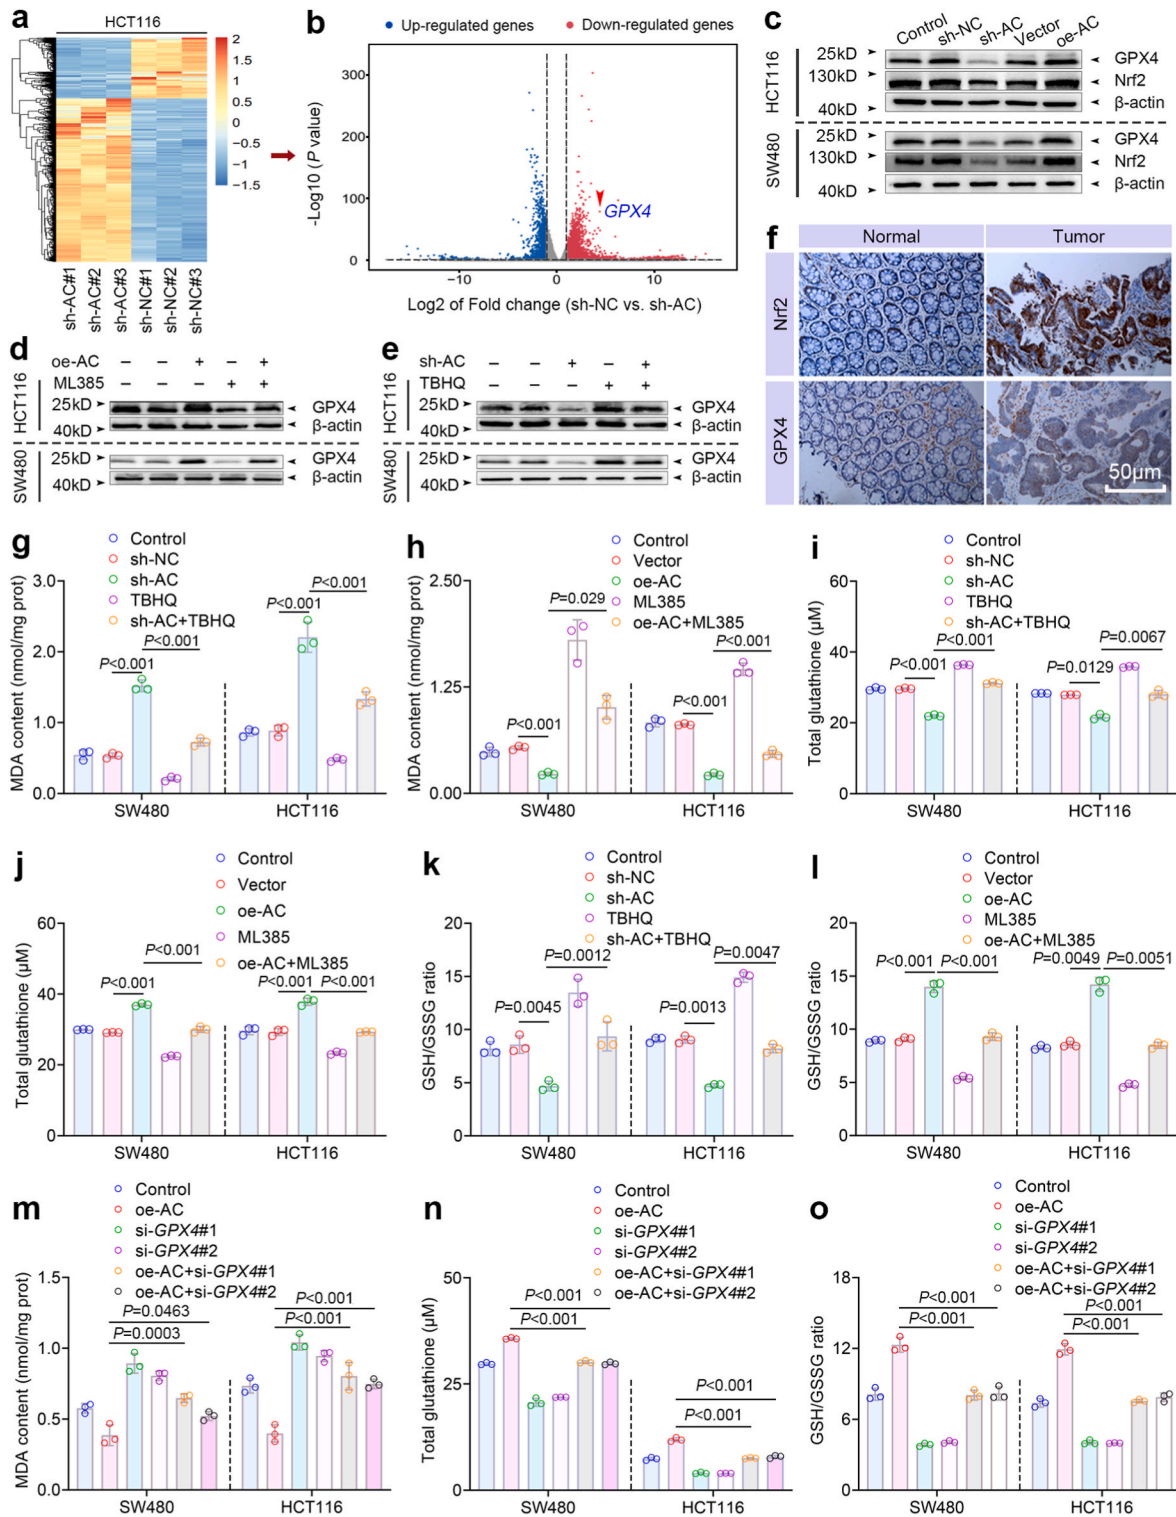 a
HCT116
2
1.5
1
0.5
0
−0.5
−1
−1.5
sh-AC#1
sh-AC#2
sh-AC#3
sh-NC#1
sh-NC#2
sh-NC#3
b
Up-regulated genes
Down-regulated genes
-Log10 (P value)
300
200
100
0
GPX4
−10
0
10
Log2 of Fold change (sh-NC vs. sh-AC)
c
Control
sh-NC
sh-AC
Vector
oe-AC
HCT116
25kD
GPX4
130kD
Nrf2
40kD
β-actin
SW480
25kD
GPX4
130kD
Nrf2
40kD
β-actin
d
oe-AC − − + − +
ML385 − − − + +
HCT116
25kD
GPX4
40kD
β-actin
SW480
25kD
GPX4
40kD
β-actin
e
sh-AC − − + − +
TBHQ − − − + +
HCT116
25kD
GPX4
40kD
β-actin
SW480
25kD
GPX4
40kD
β-actin
f
Normal
Tumor
Nrf2
GPX4
50μm
g
Control
sh-NC
sh-AC
TBHQ
sh-AC+TBHQ
MDA content (nmol/mg prot)
3.0
2.0
1.0
0.0
P<0.001
P<0.001
P<0.001
P<0.001
SW480
HCT116
h
Control
Vector
oe-AC
ML385
oe-AC+ML385
MDA content (nmol/mg prot)
2.50
1.25
0.00
P=0.029
P<0.001
P<0.001
P<0.001
SW480
HCT116
i
Control
sh-NC
sh-AC
TBHQ
sh-AC+TBHQ
Total glutathione (μM)
60
40
20
0
P<0.001
P<0.001
P=0.0067
P=0.0129
SW480
HCT116
j
Control
Vector
oe-AC
ML385
oe-AC+ML385
Total glutathione (μM)
60
40
20
0
P<0.001
P<0.001
P<0.001
P<0.001
SW480
HCT116
k
Control
sh-NC
sh-AC
TBHQ
sh-AC+TBHQ
GSH/GSSG ratio
20
15
10
5
0
P=0.0012
P=0.0045
P=0.0047
P=0.0013
SW480
HCT116
l
Control
Vector
oe-AC
ML385
oe-AC+ML385
GSH/GSSG ratio
20
15
10
5
0
P<0.001
P<0.001
P=0.0049
P=0.0051
SW480
HCT116
m
Control
oe-AC
si-GPX4#1
si-GPX4#2
oe-AC+si-GPX4#1
oe-AC+si-GPX4#2
MDA content (nmol/mg prot)
1.5
1.0
0.5
0.0
P=0.0463
P=0.0003
P<0.001
P<0.001
SW480
HCT116
n
Control
oe-AC
si-GPX4#1
si-GPX4#2
oe-AC+si-GPX4#1
oe-AC+si-GPX4#2
Total glutathione (μM)
50
25
0
P<0.001
P<0.001
P<0.001
P<0.001
SW480
HCT116
o
Control
oe-AC
si-GPX4#1
si-GPX4#2
oe-AC+si-GPX4#1
oe-AC+si-GPX4#2
GSH/GSSG ratio
18
12
6
0
P<0.001
P<0.001
P<0.001
P<0.001
SW480
HCT116